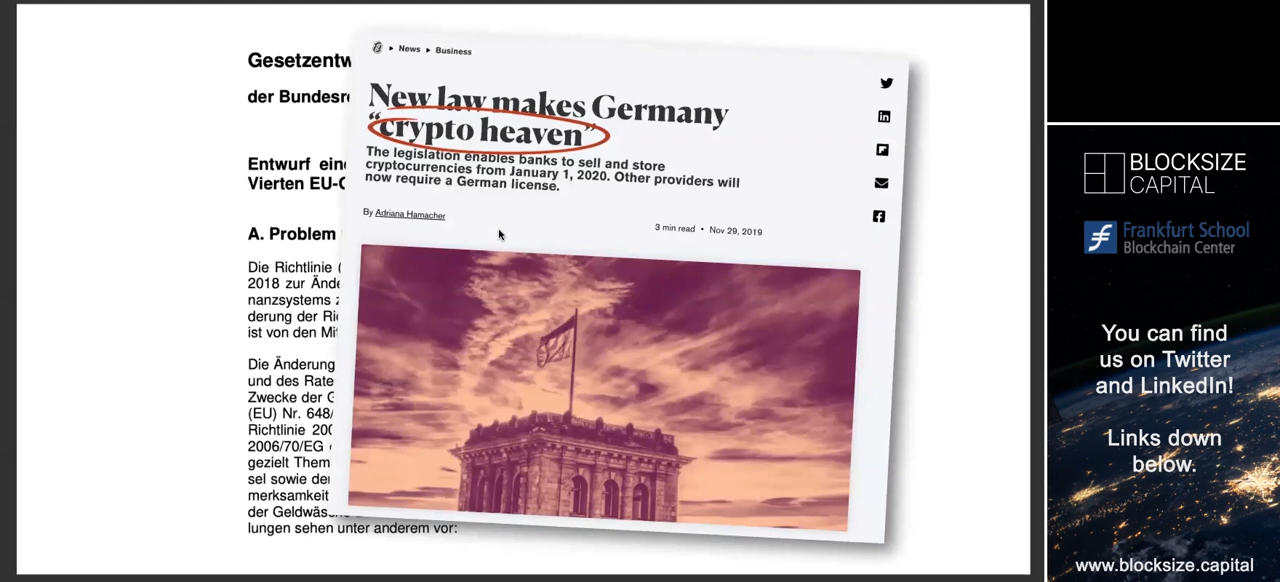 Gesetzentw
der Bundesre
Entwurf ein
Vierten EU-
A. Problem
Die Richtlinie (
2018 zur Ände
nanzsystems z
derung der Ri
ist von den Mi
Die Änderung
und des Rate
Zwecke der G
(EU) Nr. 648/
Richtlinie 200
2006/70/EG
gezielt Them
sel sowie de
merksamkeit
der Geldwäs
lungen sehen unter anderem vor:
News
Business
New law makes Germany
“crypto heaven”
The legislation enables banks to sell and store
cryptocurrencies from January 1, 2020. Other providers will
now require a German license.
By Adriana Hamacher
3 min read • Nov 29, 2019
BLOCKSIZE
CAPITAL
Frankfurt School
Blockchain Center
You can find
us on Twitter
and LinkedIn!
Links down
below.
www.blocksize.capital